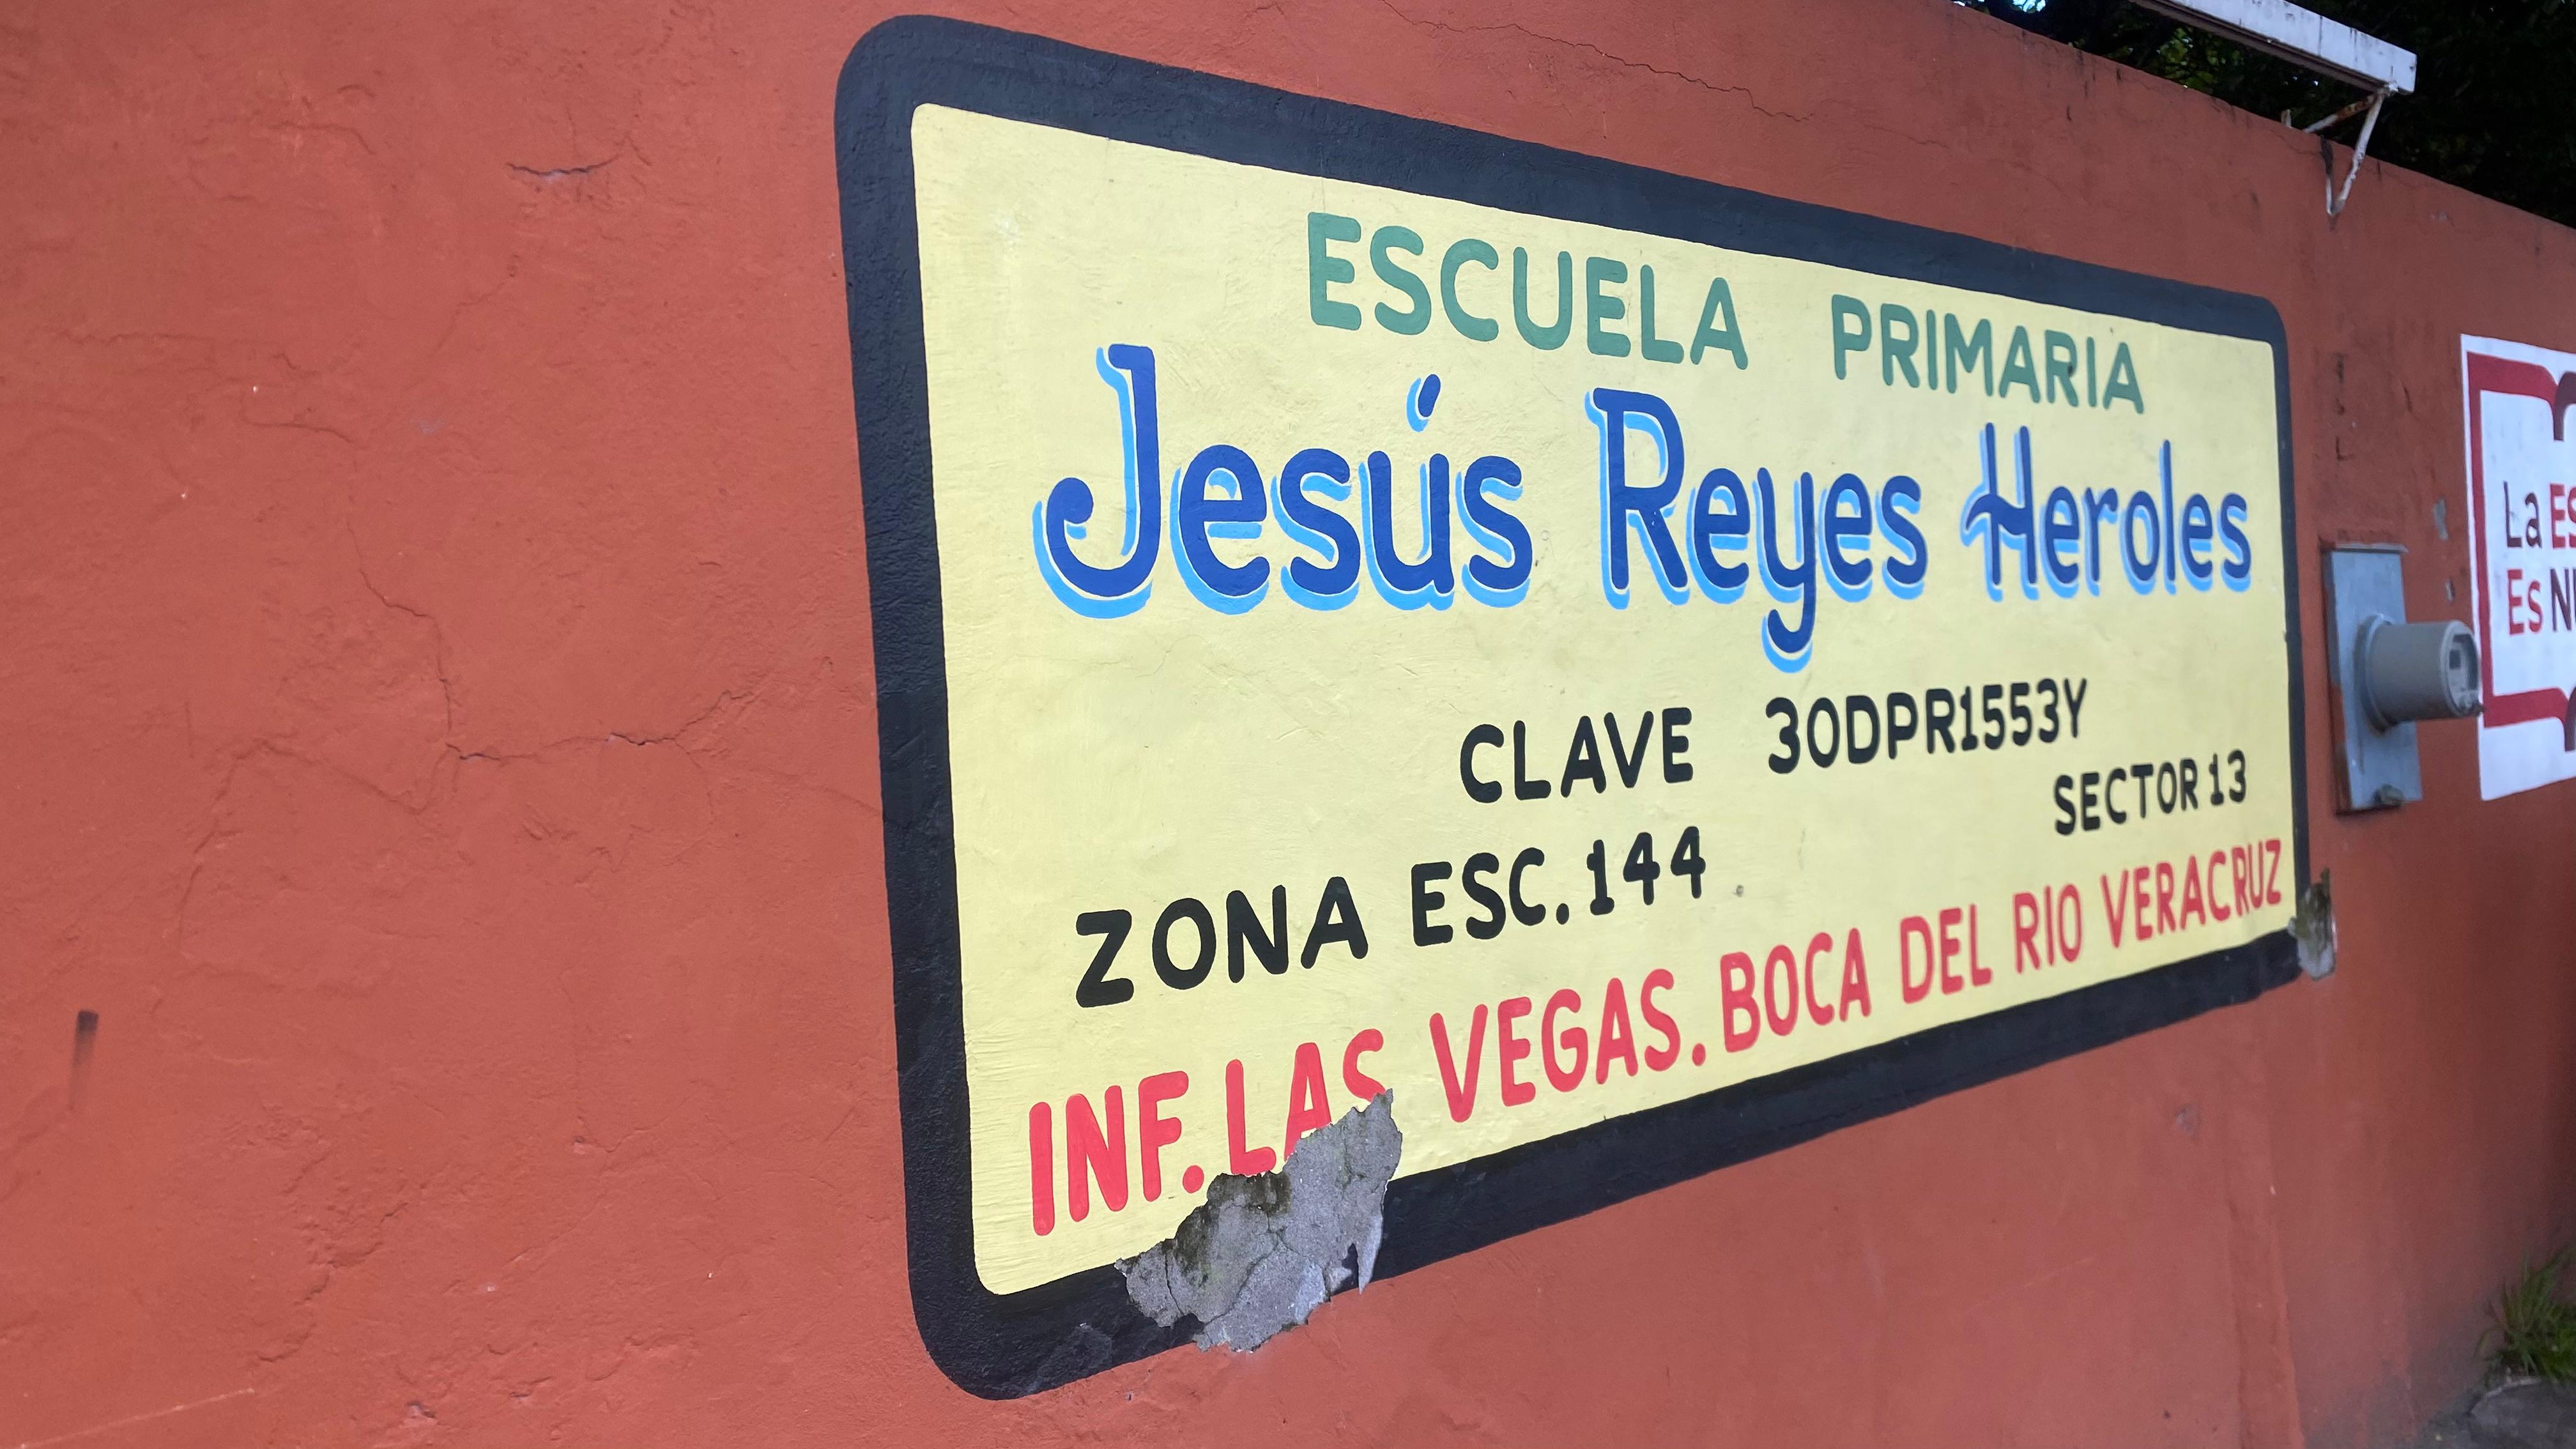 ESCUELA PRIMARIA
Jesús Reyes Heroles
CLAVE 30DPR1553Y
ZONA ESC. 144 SECTOR 13
INF. LAS VEGAS. BOCA DEL RIO VERACRUZ
La
Es